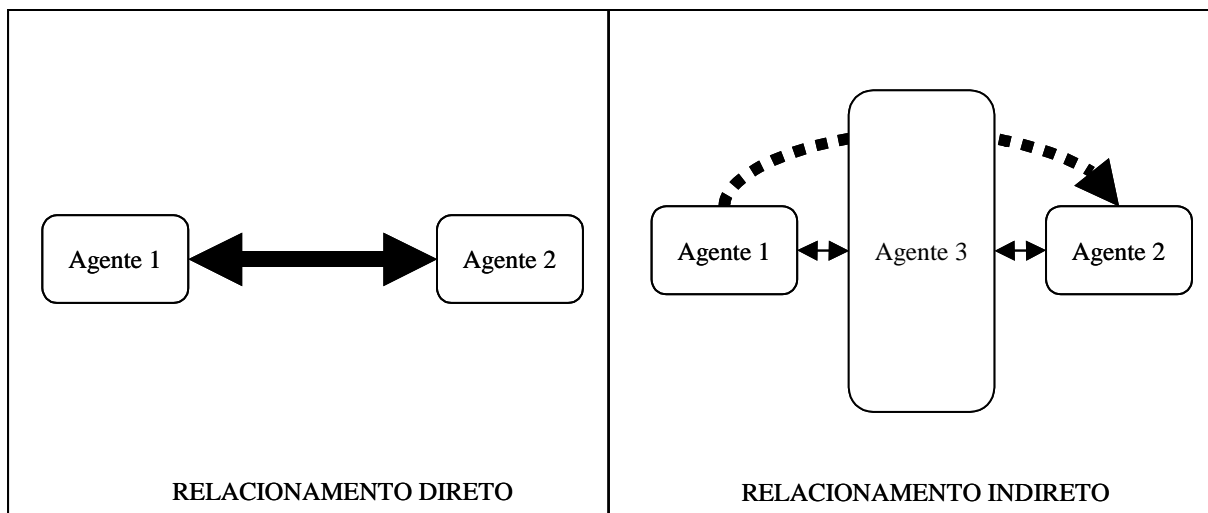 Agente 1
Agente 2
RELACIONAMENTO DIRETO
Agente 1
Agente 3
Agente 2
RELACIONAMENTO INDIRETO